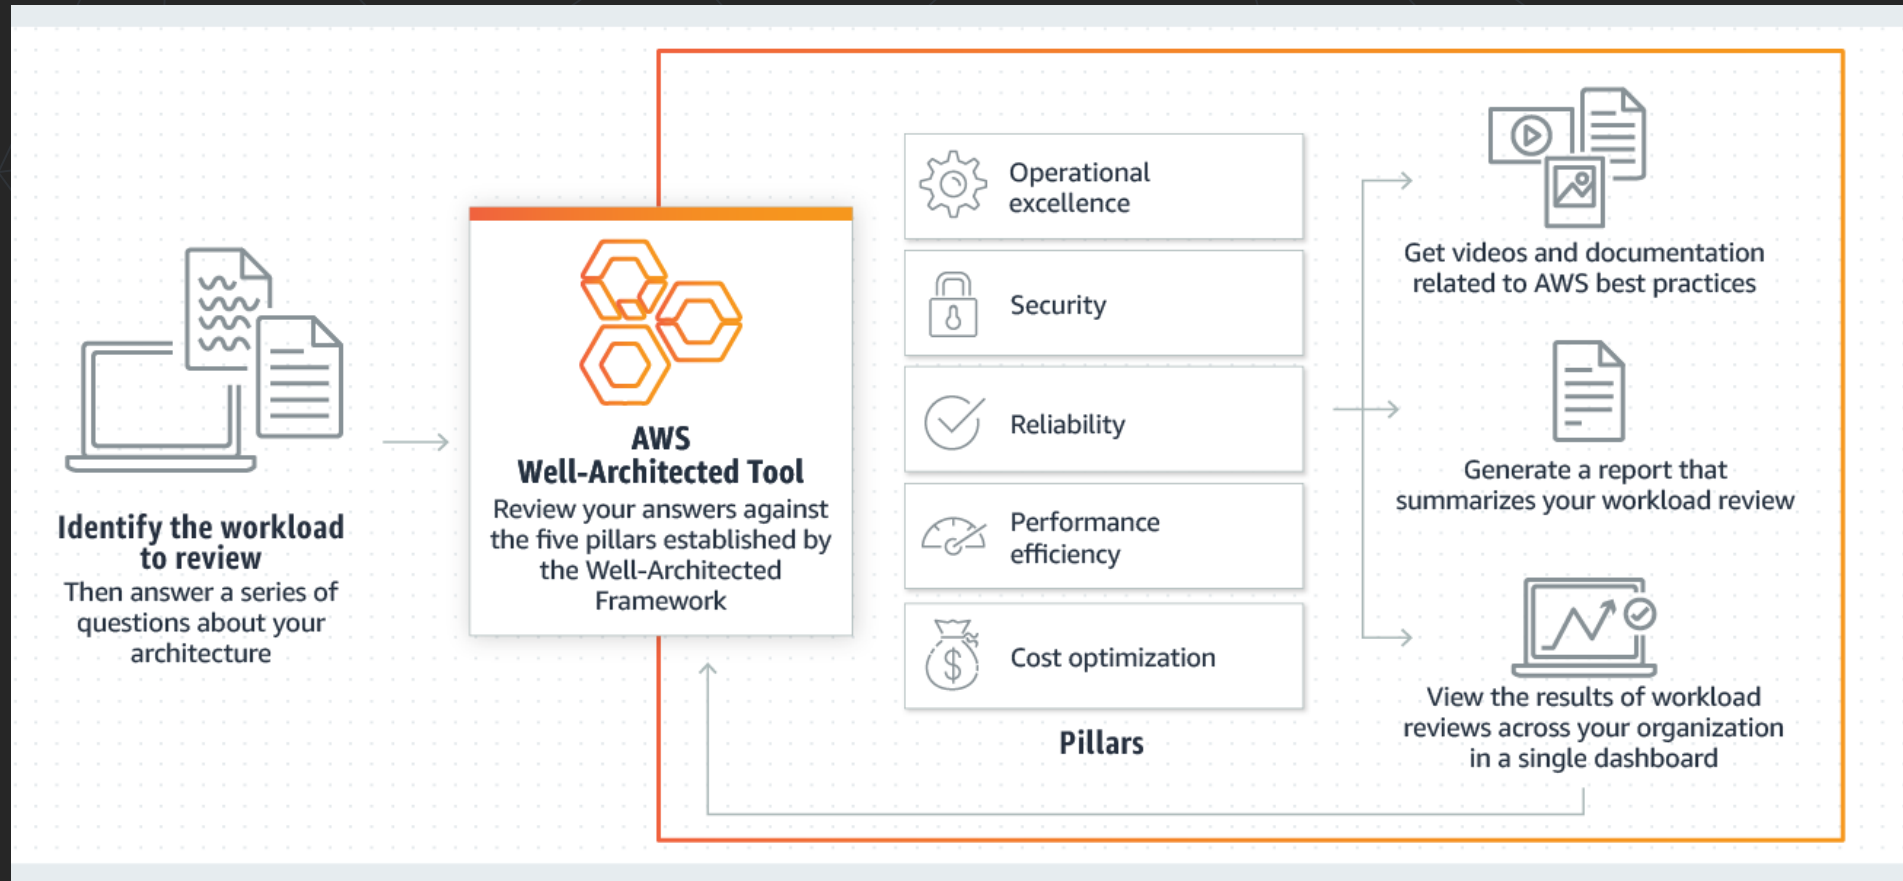 Identify the workload
to review
Then answer a series of
questions about your
architecture
AWS
Well-Architected Tool
Review your answers against
the five pillars established by
the Well-Architected
Framework
Operational
excellence
Security
Reliability
Performance
efficiency
$
Cost optimization
Pillars
Get videos and documentation
related to AWS best practices
Generate a report that
summarizes your workload review
View the results of workload
reviews across your organization
in a single dashboard